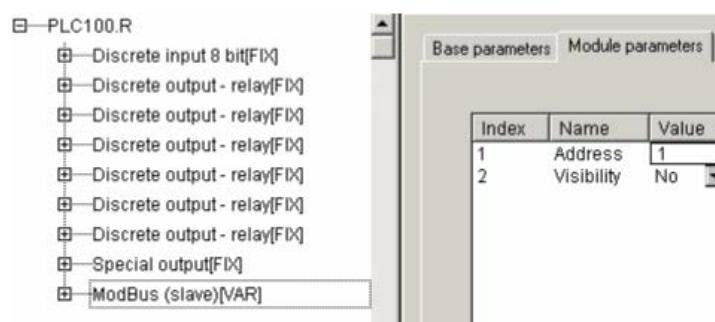 PLC100.R
Discrete input 8 bit[FIX]
Discrete output - relay[FIX]
Discrete output - relay[FIX]
Discrete output - relay[FIX]
Discrete output - relay[FIX]
Discrete output - relay[FIX]
Discrete output - relay[FIX]
Special output[FIX]
ModBus (slave)[VAR]
Base parameters Module parameters
Index Name Value
1 Address 1
2 Visibility No